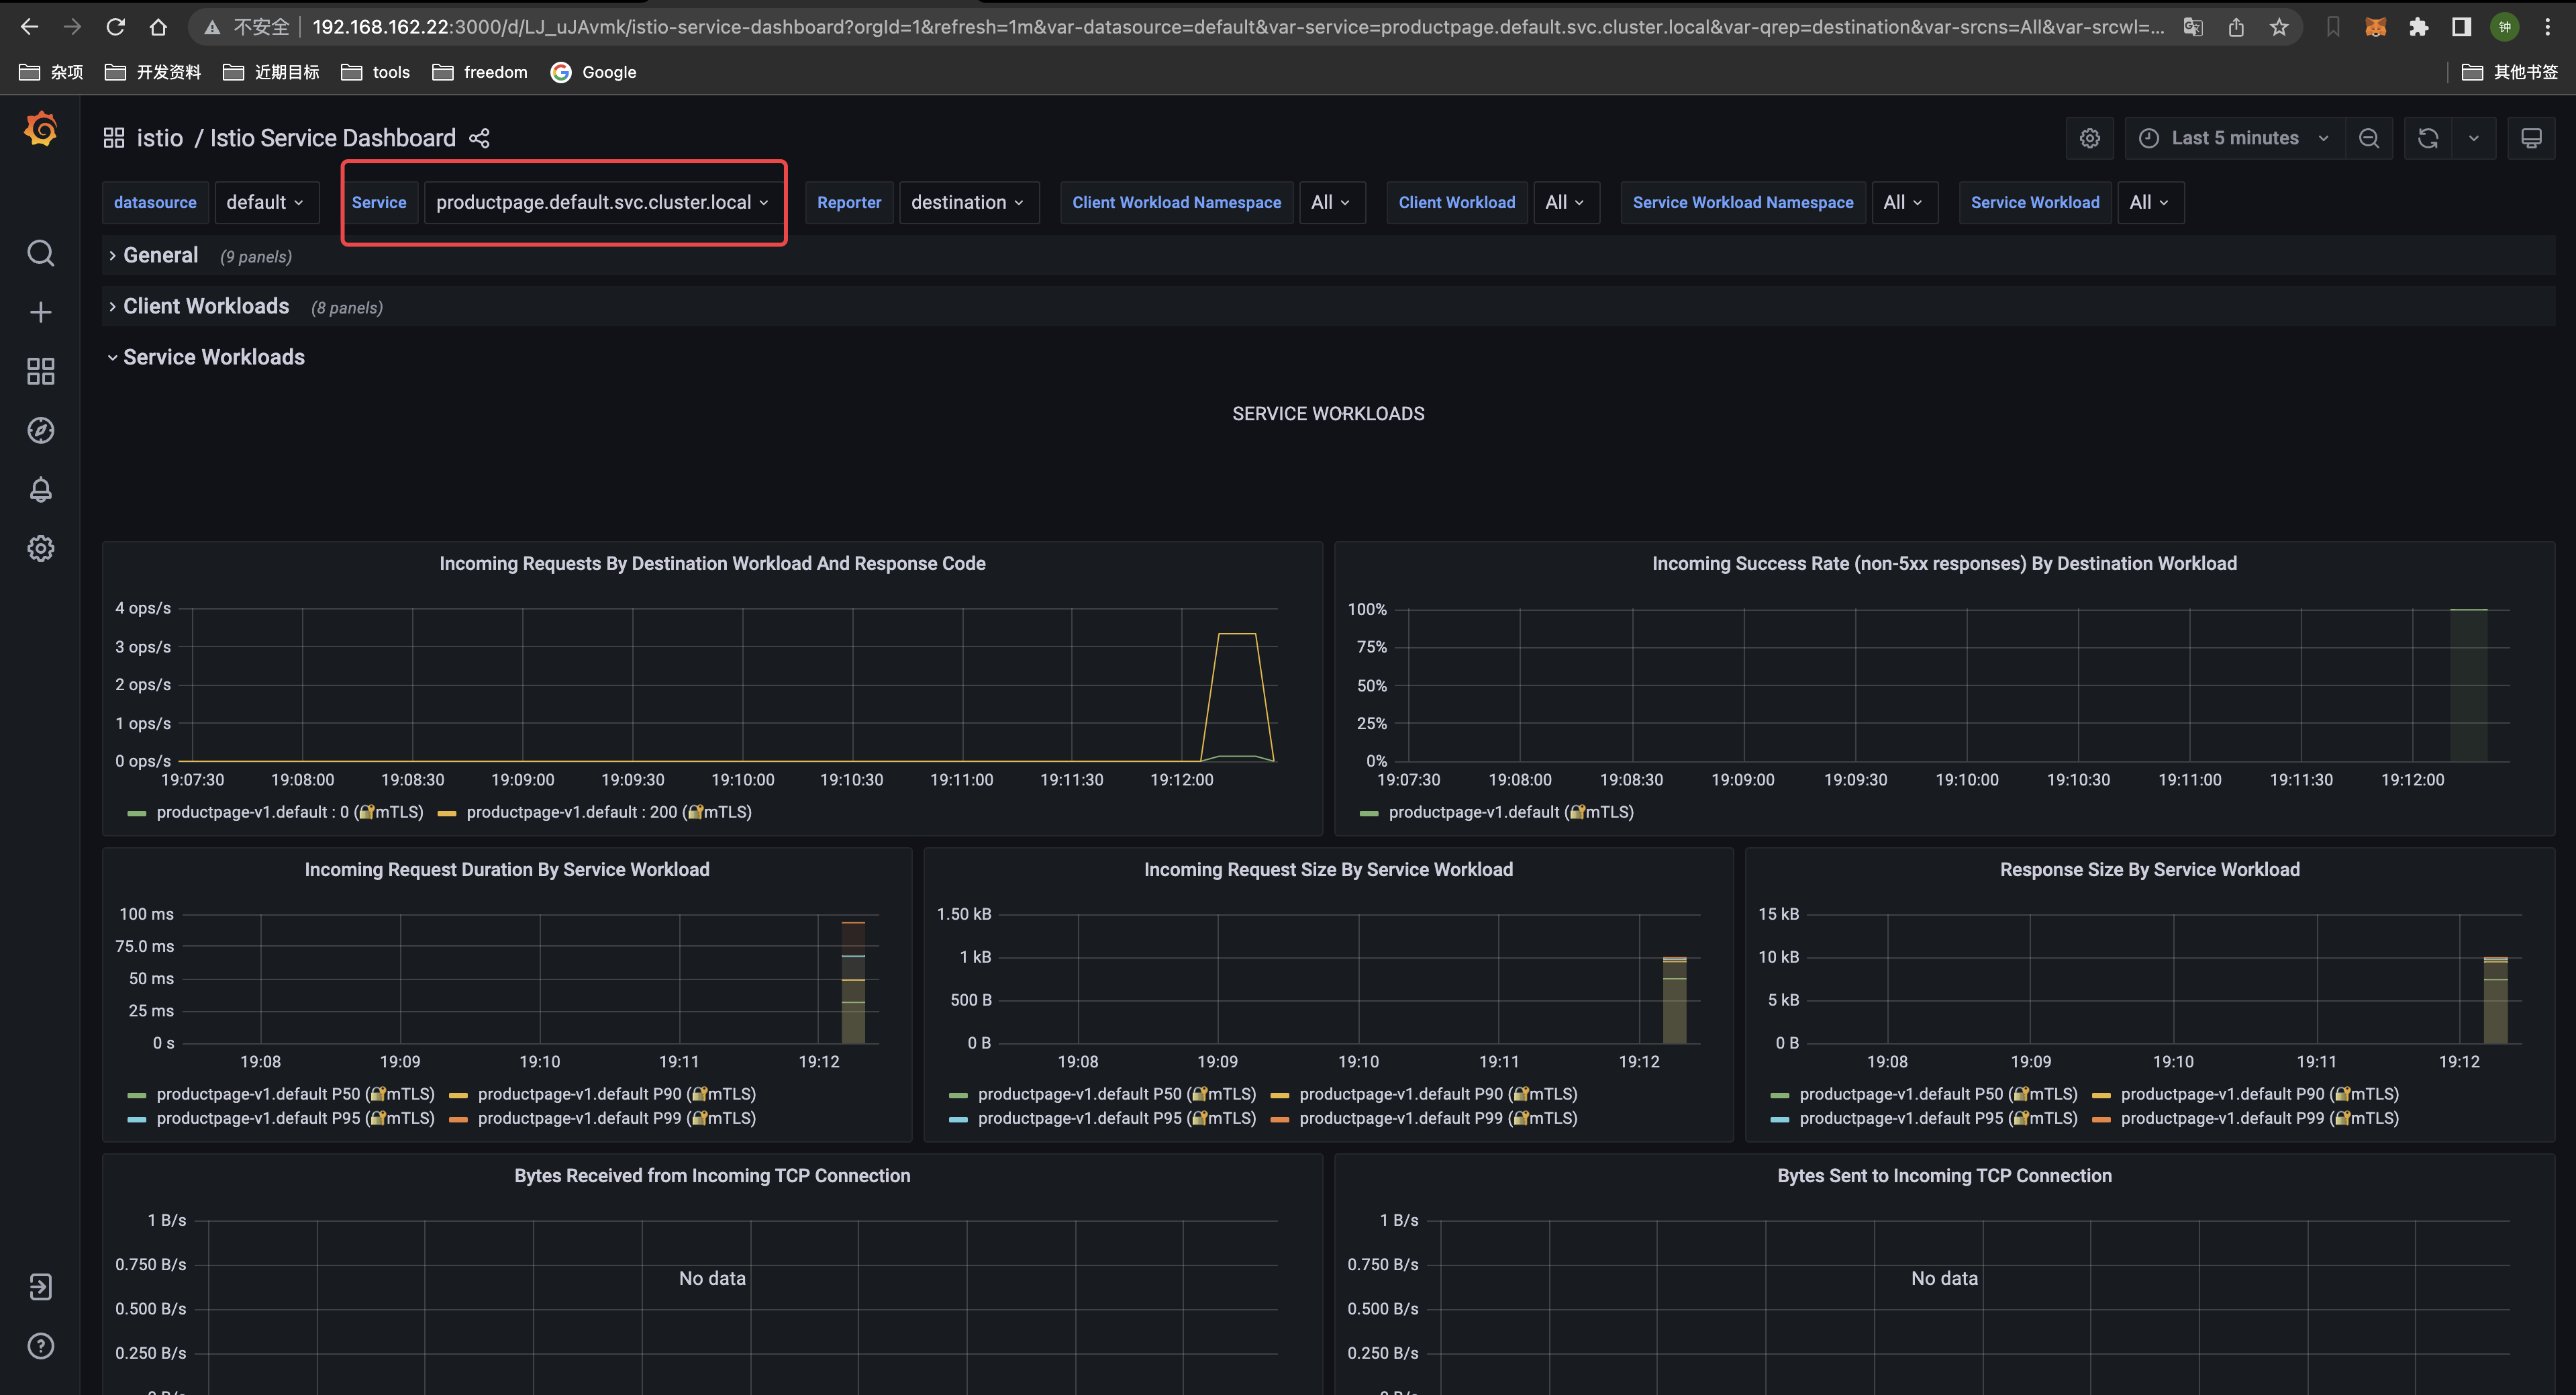 不安全 192.168.162.22:3000/d/LJ_uJAvmk/istio-service-dashboard?orgId=1&refresh=1m&var-datasource=default&var-service=productpage.default.svc.cluster.local&var-qrep=destination&var-srcns=All&var-srcwl=... 钟
杂项 开发资料 近期目标 tools freedom Google 其他书签
istio / Istio Service Dashboard Last 5 minutes
datasource default Service productpage.default.svc.cluster.local Reporter destination Client Workload Namespace All Client Workload All Service Workload Namespace All Service Workload All
General (9 panels)
Client Workloads (8 panels)
Service Workloads
SERVICE WORKLOADS
Incoming Requests By Destination Workload And Response Code
4 ops/s
3 ops/s
2 ops/s
1 ops/s
0 ops/s
19:07:30 19:08:00 19:08:30 19:09:00 19:09:30 19:10:00 19:10:30 19:11:00 19:11:30 19:12:00
productpage-v1.default : 0 (🔐mTLS) productpage-v1.default : 200 (🔐mTLS)
Incoming Success Rate (non-5xx responses) By Destination Workload
100%
75%
50%
25%
0%
19:07:30 19:08:00 19:08:30 19:09:00 19:09:30 19:10:00 19:10:30 19:11:00 19:11:30 19:12:00
productpage-v1.default (🔐mTLS)
Incoming Request Duration By Service Workload
100 ms
75.0 ms
50 ms
25 ms
0 s
19:08 19:09 19:10 19:11 19:12
productpage-v1.default P50 (🔐mTLS) productpage-v1.default P90 (🔐mTLS)
productpage-v1.default P95 (🔐mTLS) productpage-v1.default P99 (🔐mTLS)
Incoming Request Size By Service Workload
1.50 kB
1 kB
500 B
0 B
19:08 19:09 19:10 19:11 19:12
productpage-v1.default P50 (🔐mTLS) productpage-v1.default P90 (🔐mTLS)
productpage-v1.default P95 (🔐mTLS) productpage-v1.default P99 (🔐mTLS)
Response Size By Service Workload
15 kB
10 kB
5 kB
0 B
19:08 19:09 19:10 19:11 19:12
productpage-v1.default P50 (🔐mTLS) productpage-v1.default P90 (🔐mTLS)
productpage-v1.default P95 (🔐mTLS) productpage-v1.default P99 (🔐mTLS)
Bytes Received from Incoming TCP Connection
1 B/s
0.750 B/s
No data
0.500 B/s
0.250 B/s
Bytes Sent to Incoming TCP Connection
1 B/s
0.750 B/s
No data
0.500 B/s
0.250 B/s